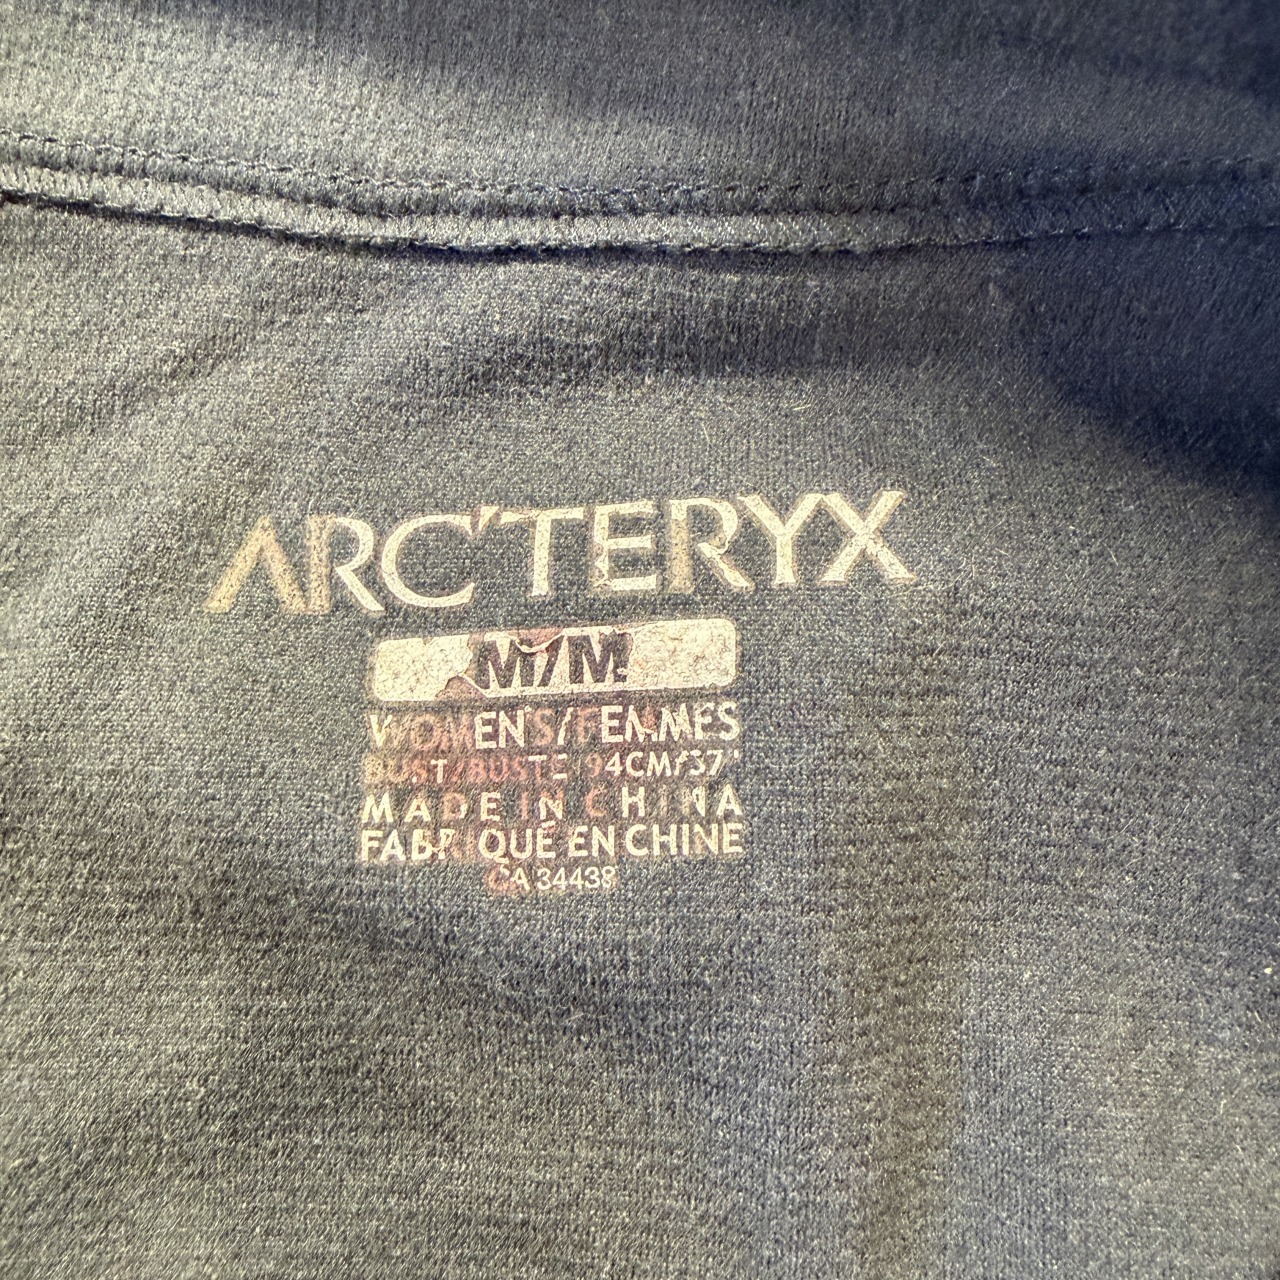 ARC'TERYX
M/M
WOMEN'S/FEMMES
BUST/BUSTE 94CM/37"
MADE IN CHINA
FABRIQUÉ EN CHINE
CA 34438